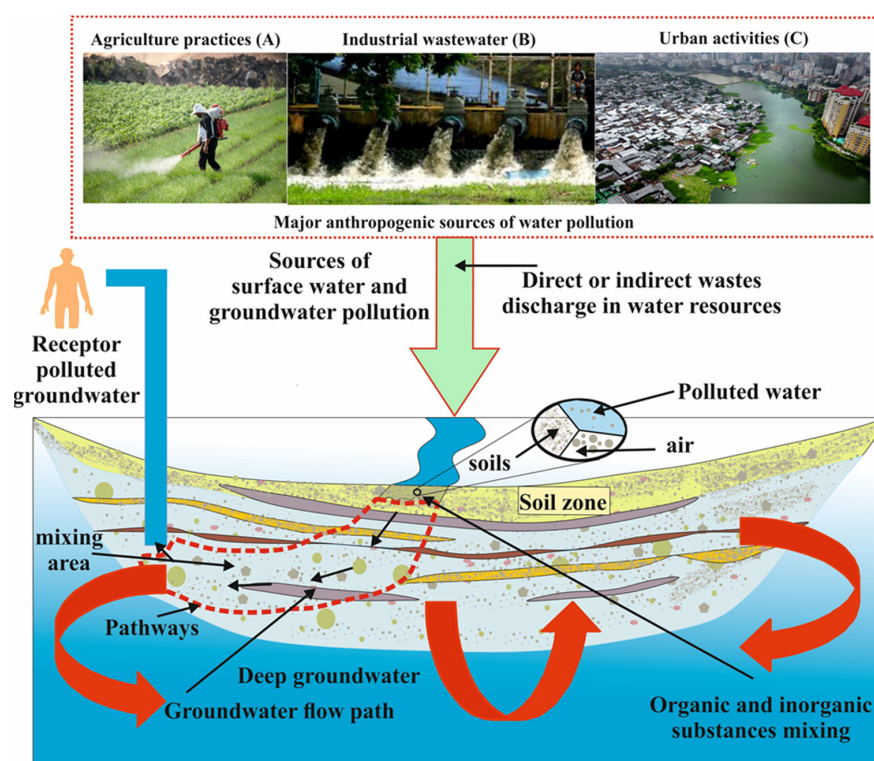 Agriculture practices (A)
Industrial wastewater (B)
Urban activities (C)
Major anthropogenic sources of water pollution
Sources of
surface water and
groundwater pollution
Direct or indirect wastes
discharge in water resources
Receptor
polluted
groundwater
Polluted water
soils
air
Soil zone
mixing
area
Pathways
Deep groundwater
Groundwater flow path
Organic and inorganic
substances mixing